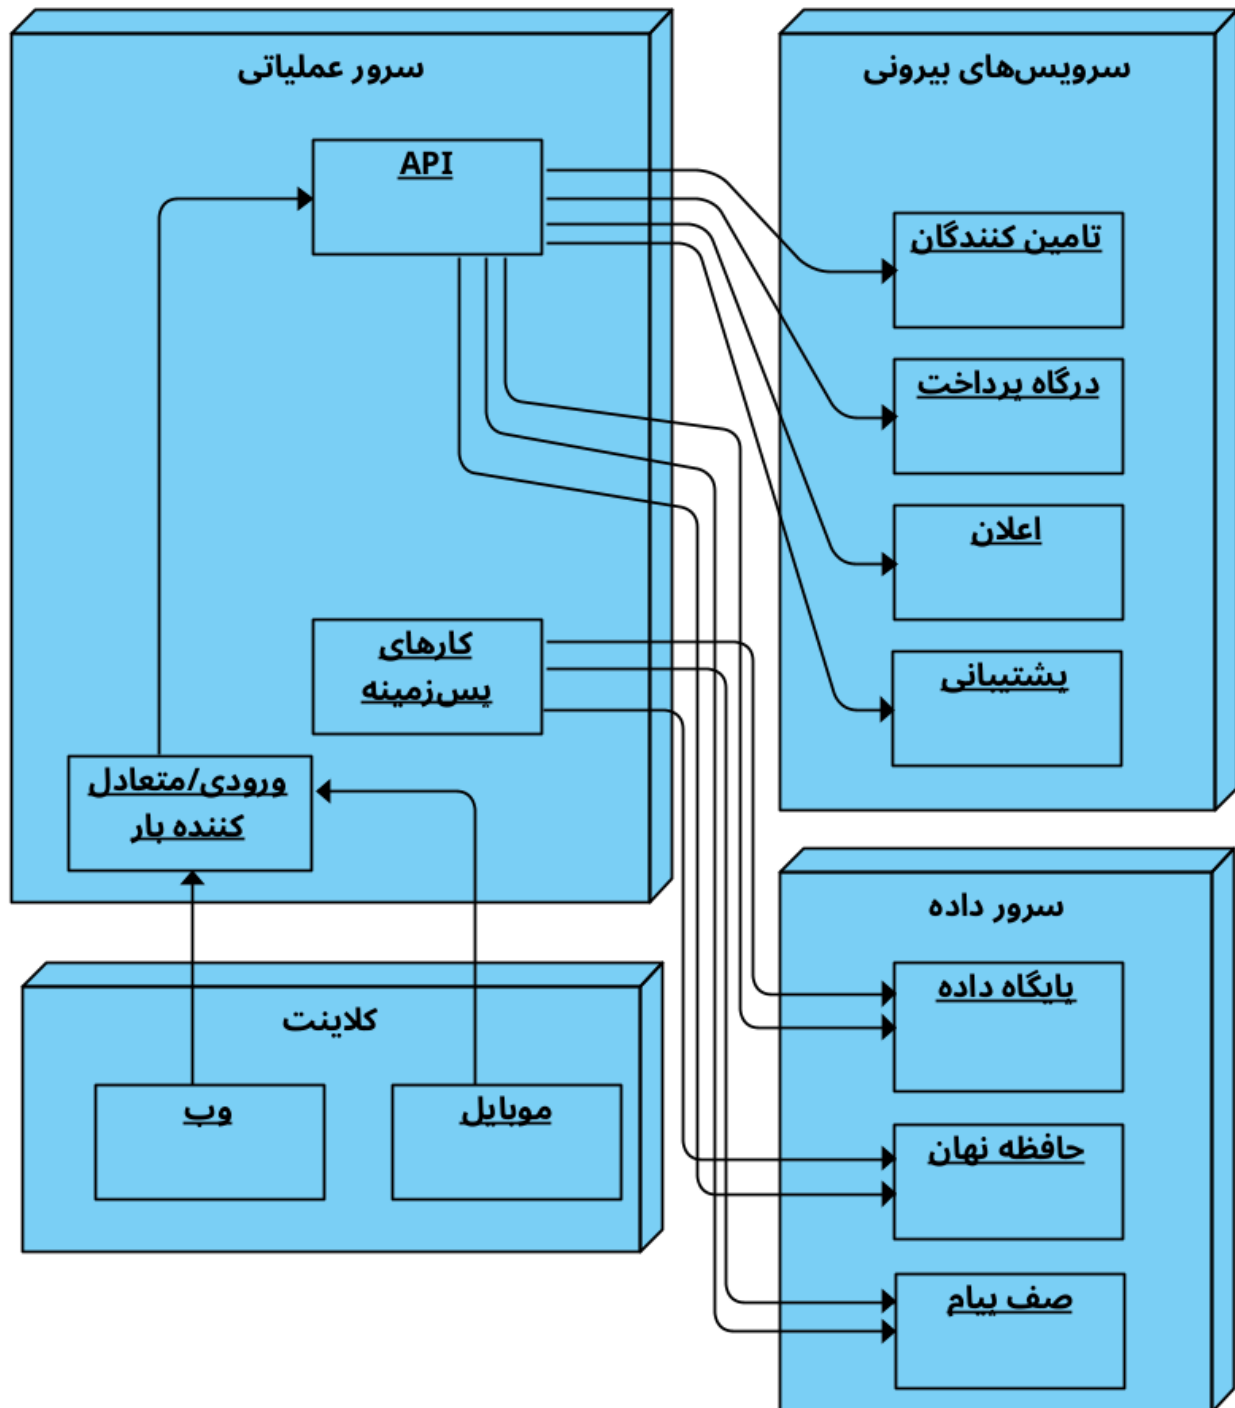 سرور عملیاتی
API
کارهای
پس‌زمینه
ورودی/متعادل
کننده بار
سرویس‌های بیرونی
تامین کنندگان
درگاه پرداخت
اعلان
پشتیبانی
کلاینت
وب
موبایل
سرور داده
پایگاه داده
حافظه نهان
صف پیام